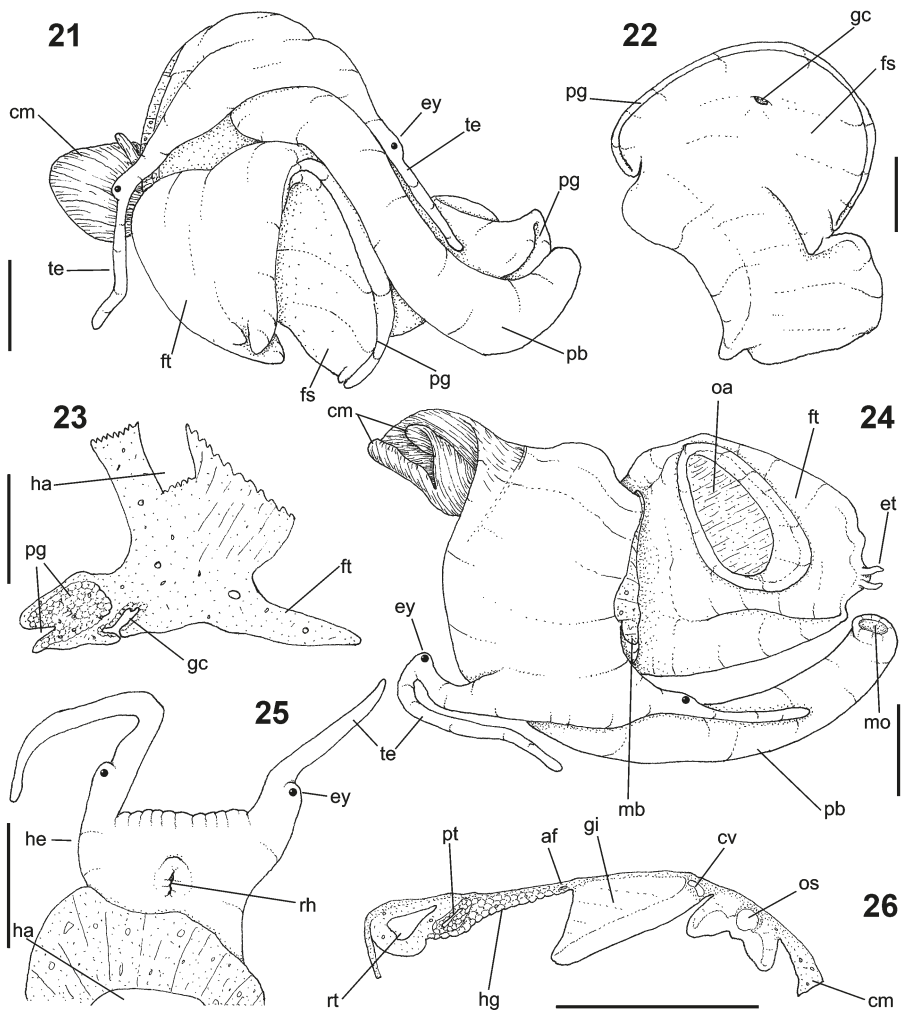 21
22
gc
fs
pg
cm
ey
te
pg
te
ft
fs
pg
pb
23
24
cm
oa
ft
et
ha
pg
ft
gc
ey
mo
25
te
mb
pb
ey
he
rh
ha
26
pt
af
gi
cv
os
rt
hg
cm